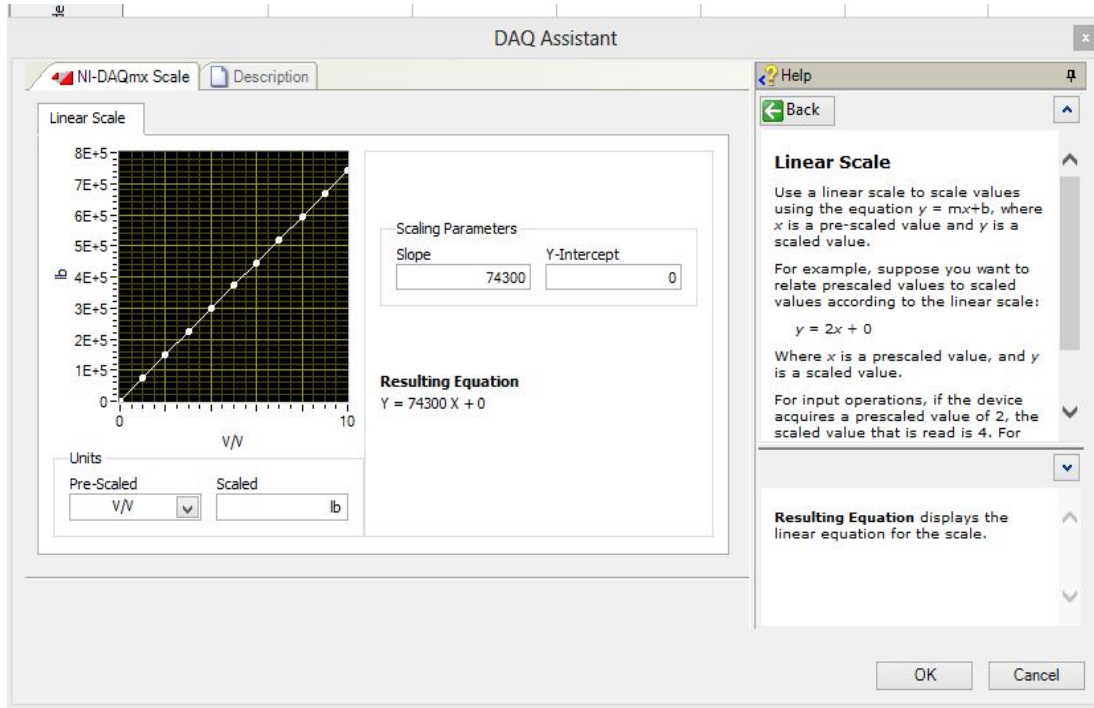 de
DAQ Assistant
x
NI-DAQmx Scale
Description
Linear Scale
8E+5
7E+5
6E+5
5E+5
4E+5
3E+5
2E+5
1E+5
0
lb
0
10
V/V
Units
Pre-Scaled
Scaled
V/V
lb
Scaling Parameters
Slope
Y-Intercept
74300
0
Resulting Equation
Y = 74300 X + 0
Help
Back
Linear Scale
Use a linear scale to scale values
using the equation y = mx+b, where
x is a pre-scaled value and y is a
scaled value.
For example, suppose you want to
relate prescaled values to scaled
values according to the linear scale:
y = 2x + 0
Where x is a prescaled value, and y
is a scaled value.
For input operations, if the device
acquires a prescaled value of 2, the
scaled value that is read is 4. For
Resulting Equation displays the
linear equation for the scale.
OK
Cancel